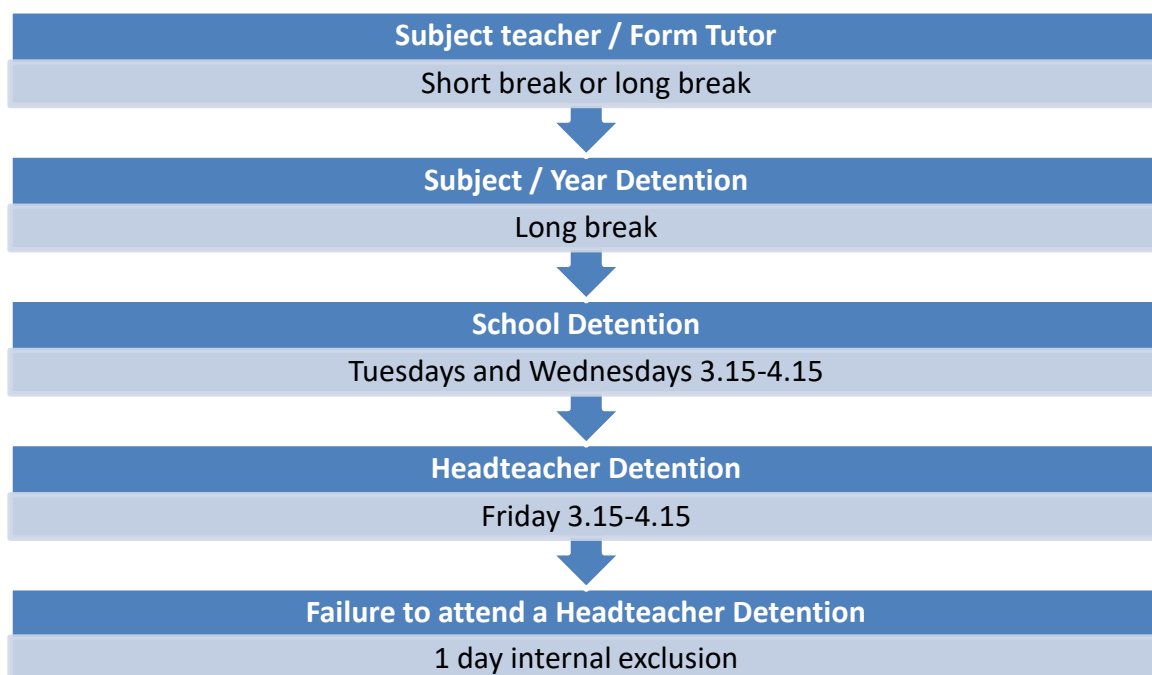 Subject teacher / Form Tutor
Short break or long break
Subject / Year Detention
Long break
School Detention
Tuesdays and Wednesdays 3.15-4.15
Headteacher Detention
Friday 3.15-4.15
Failure to attend a Headteacher Detention
1 day internal exclusion